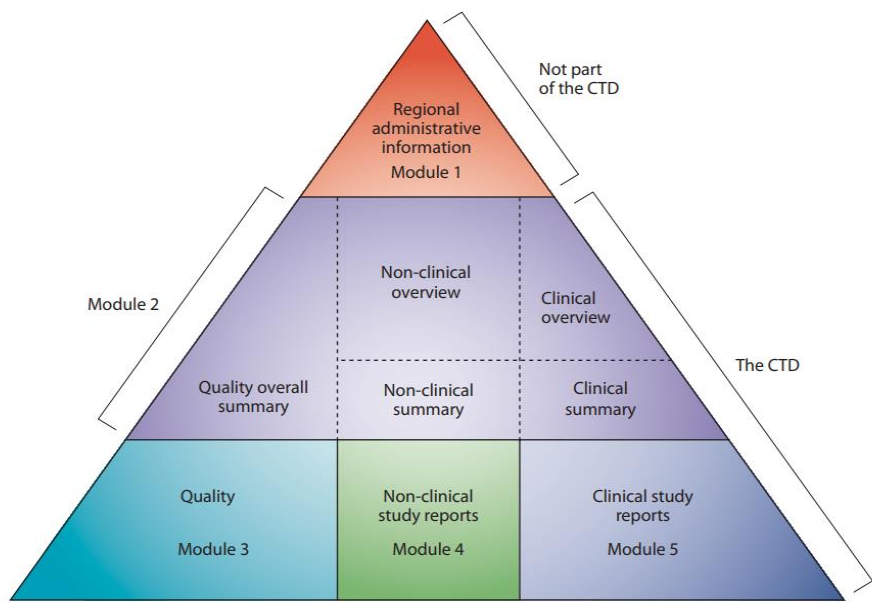 Not part
of the CTD
Regional
administrative
information
Module 1
Module 2
Non-clinical
overview
Clinical
overview
The CTD
Quality overall
summary
Non-clinical
summary
Clinical
summary
Quality
Module 3
Non-clinical
study reports
Module 4
Clinical study
reports
Module 5